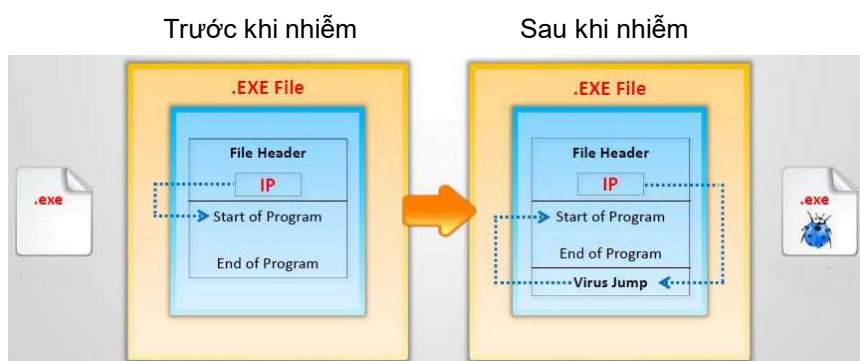 Trước khi nhiễm
Sau khi nhiễm
.EXE File
File Header
IP
Start of Program
End of Program
.exe
.EXE File
File Header
IP
Start of Program
End of Program
Virus Jump
.exe